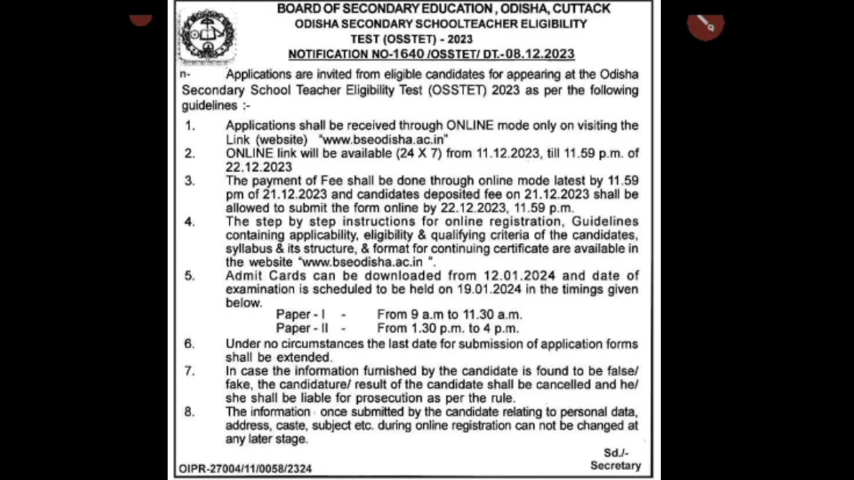 BOARD OF SECONDARY EDUCATION, ODISHA, CUTTACK
ODISHA SECONDARY SCHOOLTEACHER ELIGIBILITY
TEST (OSSTET) - 2023
NOTIFICATION NO-1640 /OSSTET/ DT.-08.12.2023
n- Applications are invited from eligible candidates for appearing at the Odisha
Secondary School Teacher Eligibility Test (OSSTET) 2023 as per the following
guidelines :-
1. Applications shall be received through ONLINE mode only on visiting the
Link (website) "www.bseodisha.ac.in"
2. ONLINE link will be available (24 X 7) from 11.12.2023, till 11.59 p.m. of
22.12.2023
3. The payment of Fee shall be done through online mode latest by 11.59
pm of 21.12.2023 and candidates deposited fee on 21.12.2023 shall be
allowed to submit the form online by 22.12.2023, 11.59 p.m.
4. The step by step instructions for online registration, Guidelines
containing applicability, eligibility & qualifying criteria of the candidates,
syllabus & its structure, & format for continuing certificate are available in
the website "www.bseodisha.ac.in ".
5. Admit Cards can be downloaded from 12.01.2024 and date of
examination is scheduled to be held on 19.01.2024 in the timings given
below.
Paper - I - From 9 a.m to 11.30 a.m.
Paper - II - From 1.30 p.m. to 4 p.m.
6. Under no circumstances the last date for submission of application forms
shall be extended.
7. In case the information furnished by the candidate is found to be false/
fake, the candidature/ result of the candidate shall be cancelled and he/
she shall be liable for prosecution as per the rule.
8. The information once submitted by the candidate relating to personal data,
address, caste, subject etc. during online registration can not be changed at
any later stage.
Sd./-
Secretary
OIPR-27004/11/0058/2324